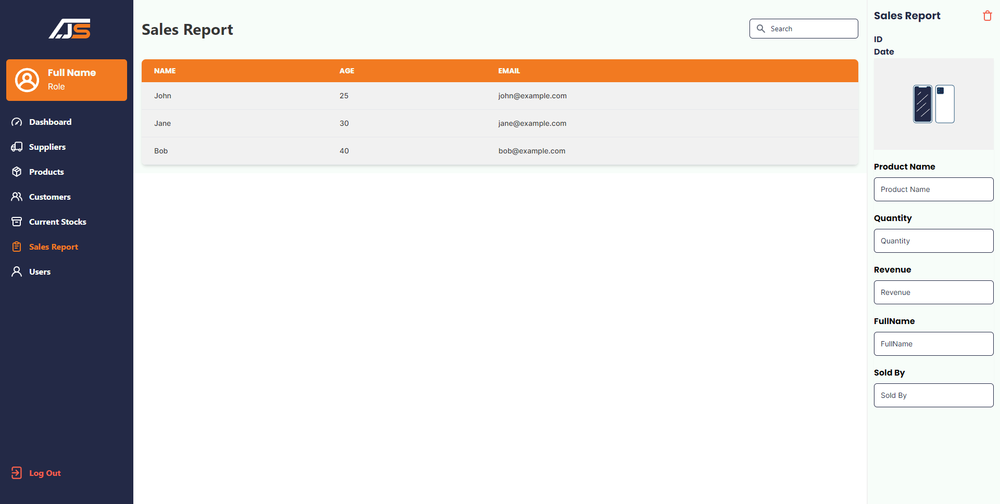 AJS
Full Name
Role
Dashboard
Suppliers
Products
Customers
Current Stocks
Sales Report
Users
Log Out
Sales Report
Search
NAME AGE EMAIL
John 25 john@example.com
Jane 30 jane@example.com
Bob 40 bob@example.com
Sales Report
ID
Date
Product Name
Product Name
Quantity
Quantity
Revenue
Revenue
FullName
FullName
Sold By
Sold By